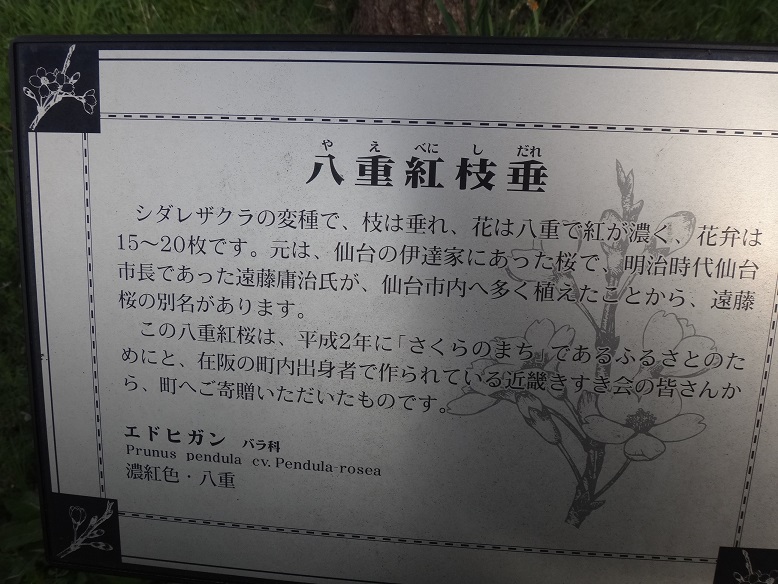 や え べに し だれ
八重紅枝垂
シダレザクラの変種で、枝は垂れ、花は八重で紅が濃く、花弁は
15〜20枚です。元は、仙台の伊達家にあった桜で、明治時代仙台
市長であった遠藤庸治氏が、仙台市内へ多く植えたことから、遠藤
桜の別名があります。
この八重紅桜は、平成2年に「さくらのまち」であるふるさとのた
めにと、在阪の町内出身者で作られている近畿きすき会の皆さんか
ら、町へご寄贈いただいたものです。
エドヒガン バラ科
Prunus pendula cv. Pendula-rosea
濃紅色・八重